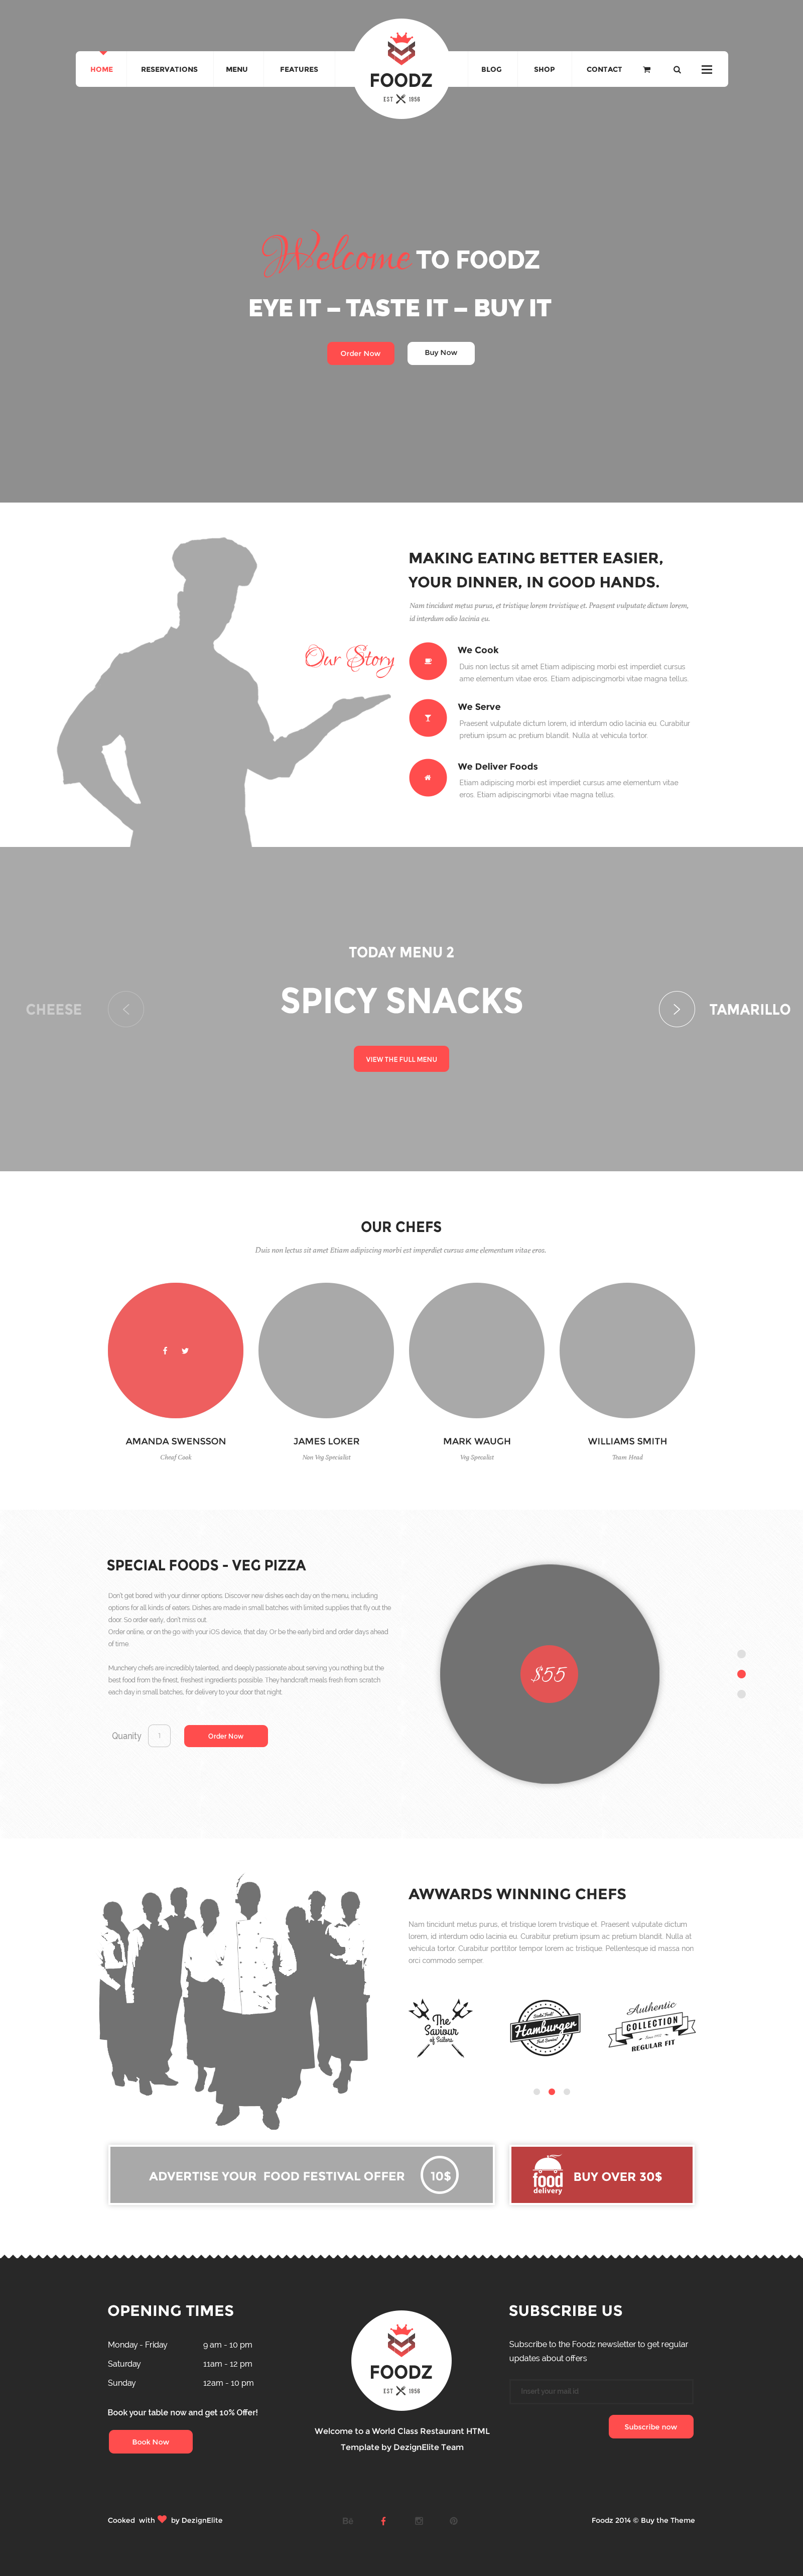 HOME RESERVATIONS MENU FEATURES BLOG SHOP CONTACT
FOODZ
EST 1956
Welcome TO FOODZ
EYE IT – TASTE IT – BUY IT
Order Now Buy Now
MAKING EATING BETTER EASIER,
YOUR DINNER, IN GOOD HANDS.
Nam tincidunt metus purus, et tristique lorem trvistique et. Praesent vulputate dictum lorem,
id interdum odio lacinia eu.
Our Story
We Cook
Duis non lectus sit amet Etiam adipiscing morbi est imperdiet cursus
ame elementum vitae eros. Etiam adipiscingmorbi vitae magna tellus.
We Serve
Praesent vulputate dictum lorem, id interdum odio lacinia eu. Curabitur
pretium ipsum ac pretium blandit. Nulla at vehicula tortor.
We Deliver Foods
Etiam adipiscing morbi est imperdiet cursus ame elementum vitae
eros. Etiam adipiscingmorbi vitae magna tellus.
TODAY MENU 2
CHEESE
SPICY SNACKS
TAMARILLO
VIEW THE FULL MENU
OUR CHEFS
Duis non lectus sit amet Etiam adipiscing morbi est imperdiet cursus ame elementum vitae eros.
AMANDA SWENSSON JAMES LOKER MARK WAUGH WILLIAMS SMITH
Cheef Cook Non Veg Specialist Veg Specialist Team Head
SPECIAL FOODS - VEG PIZZA
Don't get bored with your dinner options. Discover new dishes each day on the menu, including
options for all kinds of eaters. Dishes are made in small batches with limited supplies that fly out the
door. So order early... don't miss out.
Order online, or on the go with your iOS device, that day. Or be the early bird and order days ahead
of time.
Munchery chefs are incredibly talented, and deeply passionate about serving you nothing but the
best food from the finest, freshest ingredients possible. They handcraft meals fresh from scratch
each day in small batches, for delivery to your door that night.
$55
Quanity 1 Order Now
AWWARDS WINNING CHEFS
Nam tincidunt metus purus, et tristique lorem trvistique et. Praesent vulputate dictum
lorem, id interdum odio lacinia eu. Curabitur pretium ipsum ac pretium blandit. Nulla at
vehicula tortor. Curabitur porttitor tempor lorem ac tristique. Pellentesque id massa non
orci commodo semper.
The
Saviour
of Sailors
Hamburger
Authentic
COLLECTION
REGULAR FIT
ADVERTISE YOUR FOOD FESTIVAL OFFER 10$
food
delivery
BUY OVER 30$
OPENING TIMES
Monday - Friday 9 am - 10 pm
Saturday 11am - 12 pm
Sunday 12am - 10 pm
Book your table now and get 10% Offer!
Book Now
FOODZ
EST 1956
Welcome to a World Class Restaurant HTML
Template by DezignElite Team
SUBSCRIBE US
Subscribe to the Foodz newsletter to get regular
updates about offers
Insert your mail id
Subscribe now
Cooked with by DezignElite
Bē
Foodz 2014 © Buy the Theme